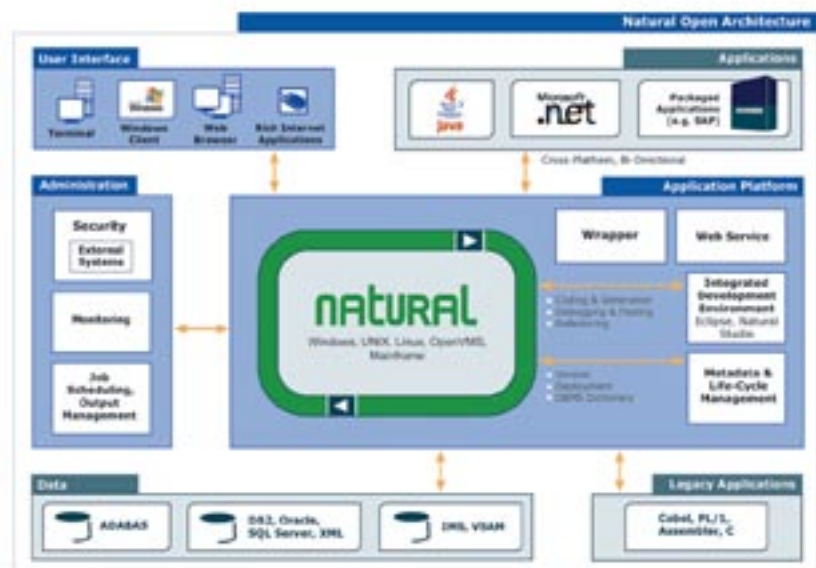 Natural Open Architecture
User Interface
Applications
Terminal
Windows
Client
Web
Browser
Rich Internet
Applications
Java
Microsoft
.net
Packaged
Applications
(e.g. SAP)
Cross Platform, Bi-Directional
Administration
Application Platform
Security
External
Systems
Monitoring
Job
Scheduling,
Output
Management
Wrapper
Web Service
NATURAL
Windows, UNIX, Linux, OpenVMS,
Mainframe
Coding & Generation
Debugging & Testing
Refactoring
Integrated
Development
Environment
Eclipse, Natural
Studio
Deployment
Dictionary
Metadata &
Life-Cycle
Management
Data
Legacy Applications
ADABAS
DB2, Oracle,
SQL Server, XML
IMS, VSAM
Cobol, PL/1,
Assembler, C